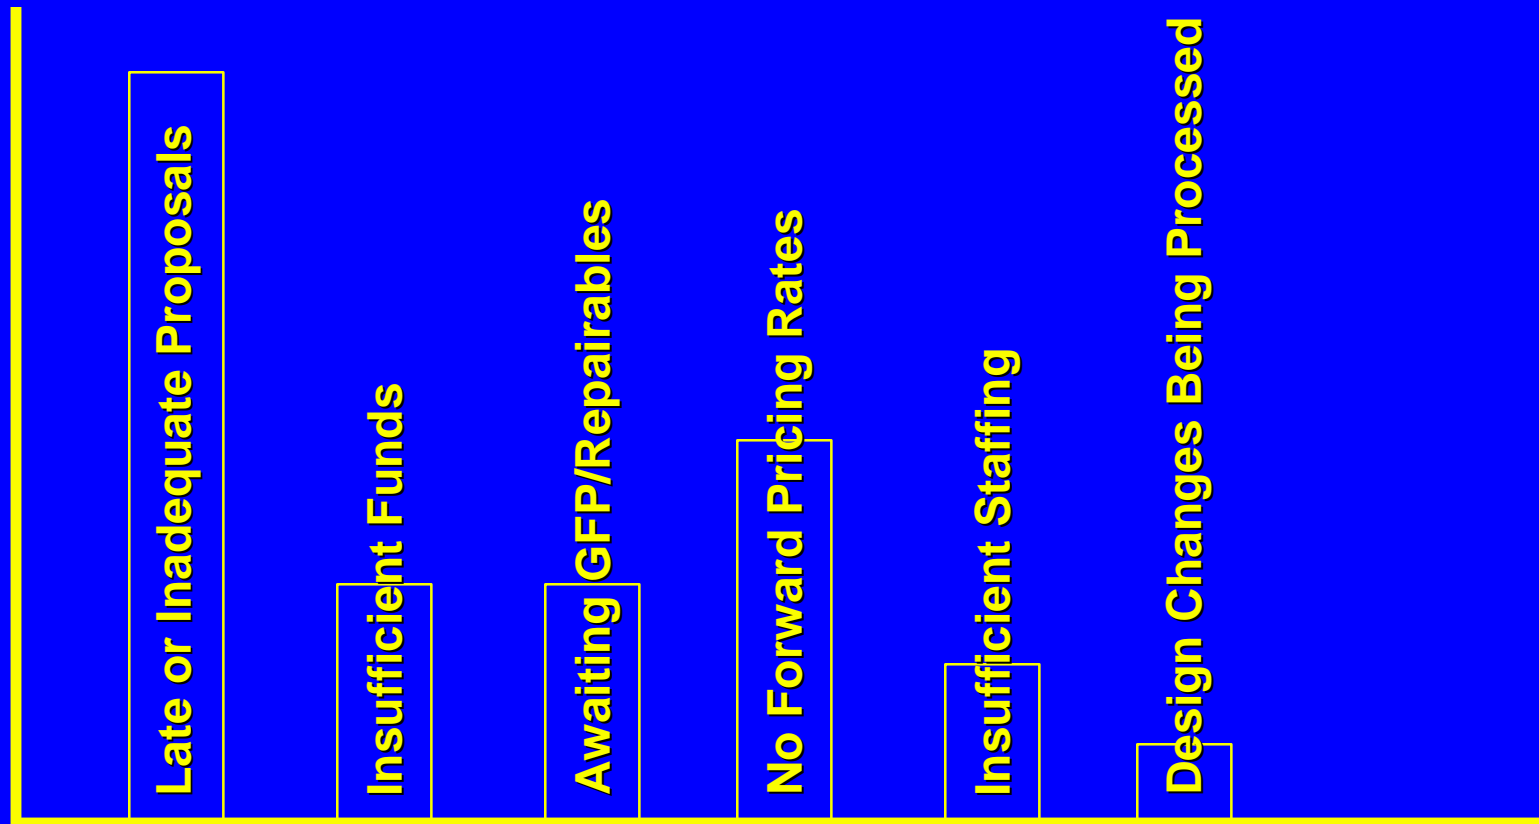 Late or Inadequate Proposals
Insufficient Funds
Awaiting GFP/Repairables
No Forward Pricing Rates
Insufficient Staffing
Design Changes Being Processed